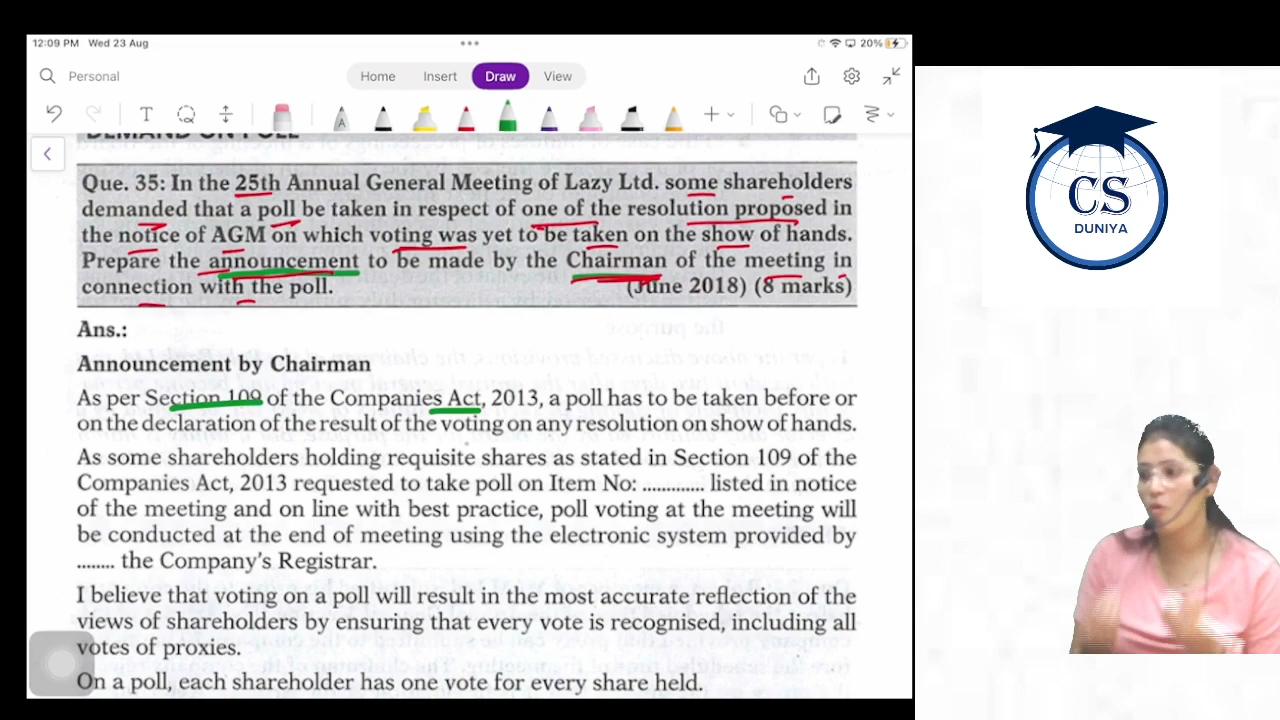 12:09 PM Wed 23 Aug
20%
Personal
Home Insert Draw View
DEMAND ON POLL
Que. 35: In the 25th Annual General Meeting of Lazy Ltd. some shareholders
demanded that a poll be taken in respect of one of the resolution proposed in
the notice of AGM on which voting was yet to be taken on the show of hands.
Prepare the announcement to be made by the Chairman of the meeting in
connection with the poll. (June 2018) (8 marks)
Ans.:
Announcement by Chairman
As per Section 109 of the Companies Act, 2013, a poll has to be taken before or
on the declaration of the result of the voting on any resolution on show of hands.
As some shareholders holding requisite shares as stated in Section 109 of the
Companies Act, 2013 requested to take poll on Item No: ............. listed in notice
of the meeting and on line with best practice, poll voting at the meeting will
be conducted at the end of meeting using the electronic system provided by
........ the Company's Registrar.
I believe that voting on a poll will result in the most accurate reflection of the
views of shareholders by ensuring that every vote is recognised, including all
votes of proxies.
On a poll, each shareholder has one vote for every share held.
CS
DUNIYA